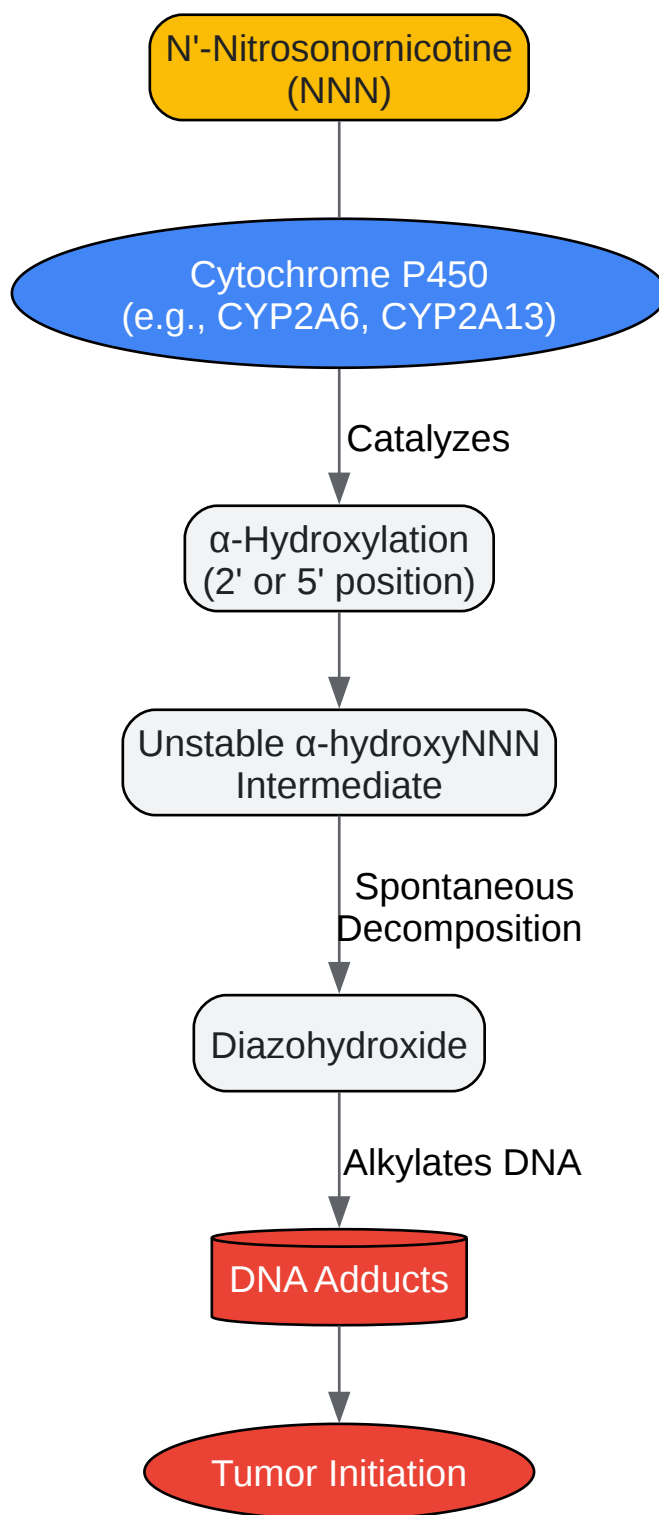 N'-Nitrosonornicotine
(NNN)
Cytochrome P450
(e.g., CYP2A6, CYP2A13)
Catalyzes
α-Hydroxylation
(2' or 5' position)
Unstable α-hydroxyNNN
Intermediate
Spontaneous
Decomposition
Diazohydroxide
Alkylates DNA
DNA Adducts
Tumor Initiation